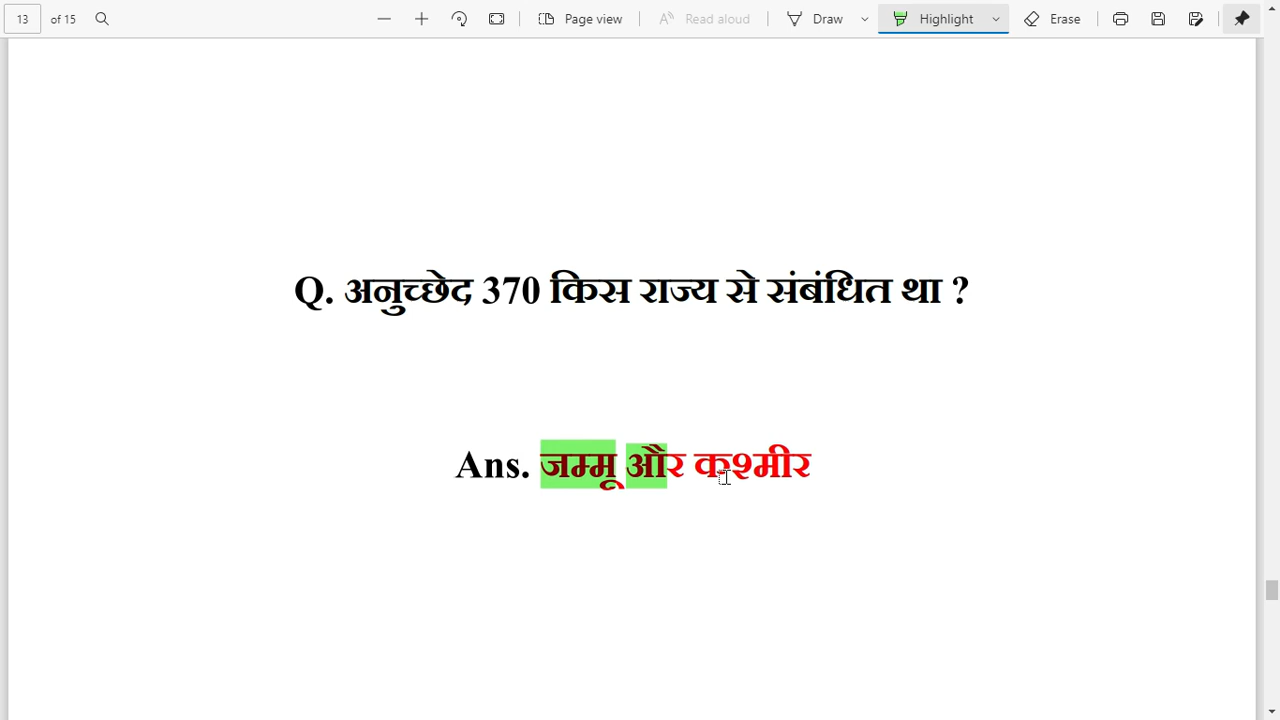 13 of 15 Page view Read aloud Draw Highlight Erase
Q. अनुच्छेद 370 किस राज्य से संबंधित था ?
Ans. जम्मू और कश्मीर